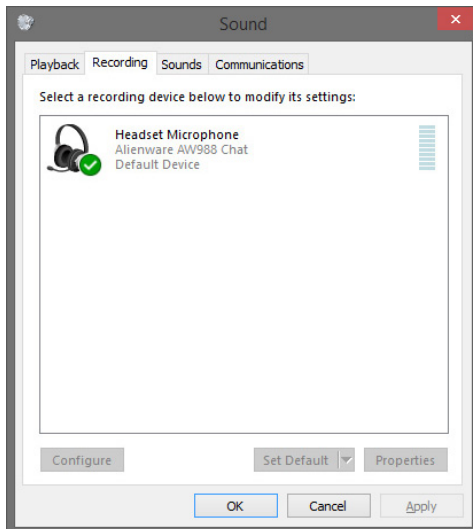 Sound
Playback Recording Sounds Communications
Select a recording device below to modify its settings:
Headset Microphone
Alienware AW988 Chat
Default Device
Configure Set Default Properties
OK Cancel Apply